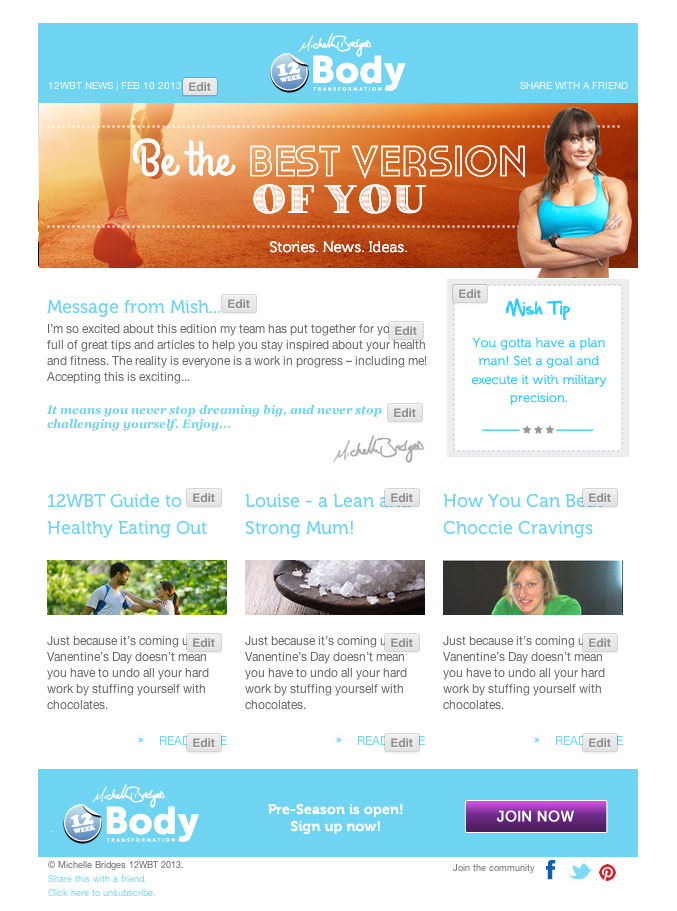 Michelle Bridges
12 WEEK Body
TRANSFORMATION
12WBT NEWS | FEB 10 2013 Edit
SHARE WITH A FRIEND
Be the BEST VERSION
OF YOU
Stories. News. Ideas.
Message from Mish... Edit
I'm so excited about this edition my team has put together for Edit
full of great tips and articles to help you stay inspired about your health
and fitness. The reality is everyone is a work in progress – including me!
Accepting this is exciting...
It means you never stop dreaming big, and never stop Edit
challenging yourself. Enjoy...
Michelle Bridges
Edit
Mish Tip
You gotta have a plan
man! Set a goal and
execute it with military
precision.
12WBT Guide to Edit
Healthy Eating Out
Louise - a Lean Edit
Strong Mum!
How You Can Edit
Choccie Cravings
Just because it's coming Edit
Vanentine's Day doesn't mean
you have to undo all your hard
work by stuffing yourself with
chocolates.
» Edit
Just because it's coming Edit
Vanentine's Day doesn't mean
you have to undo all your hard
work by stuffing yourself with
chocolates.
» Edit
Just because it's coming Edit
Vanentine's Day doesn't mean
you have to undo all your hard
work by stuffing yourself with
chocolates.
» Edit
Michelle Bridges
12 WEEK Body
TRANSFORMATION
Pre-Season is open!
Sign up now!
JOIN NOW
© Michelle Bridges 12WBT 2013.
Share this with a friend.
Click here to unsubscribe.
Join the community